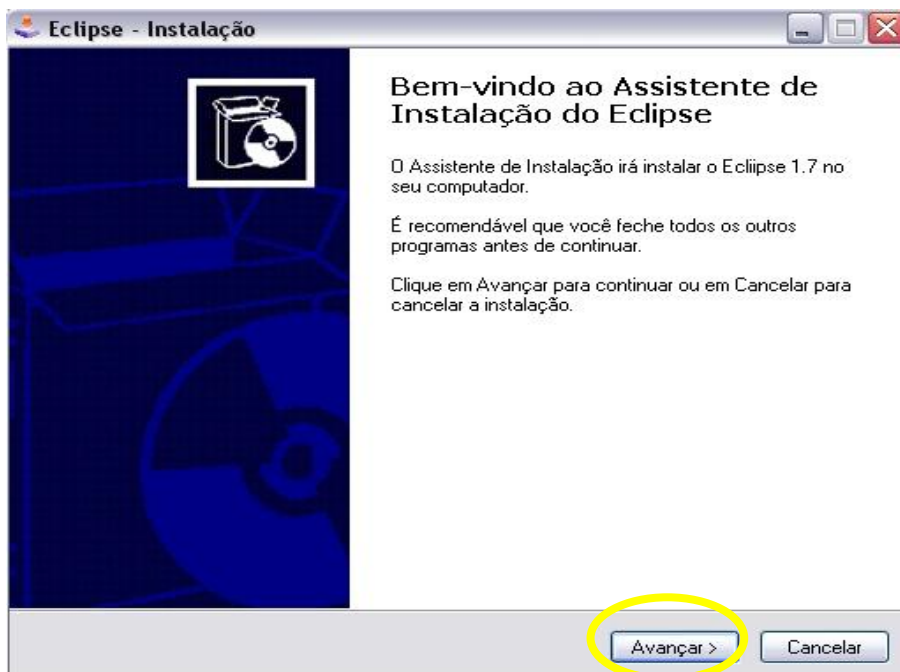 Eclipse - Instalação
Bem-vindo ao Assistente de
Instalação do Eclipse
O Assistente de Instalação irá instalar o Ecliipse 1.7 no
seu computador.
É recomendável que você feche todos os outros
programas antes de continuar.
Clique em Avançar para continuar ou em Cancelar para
cancelar a instalação.
Avançar >
Cancelar